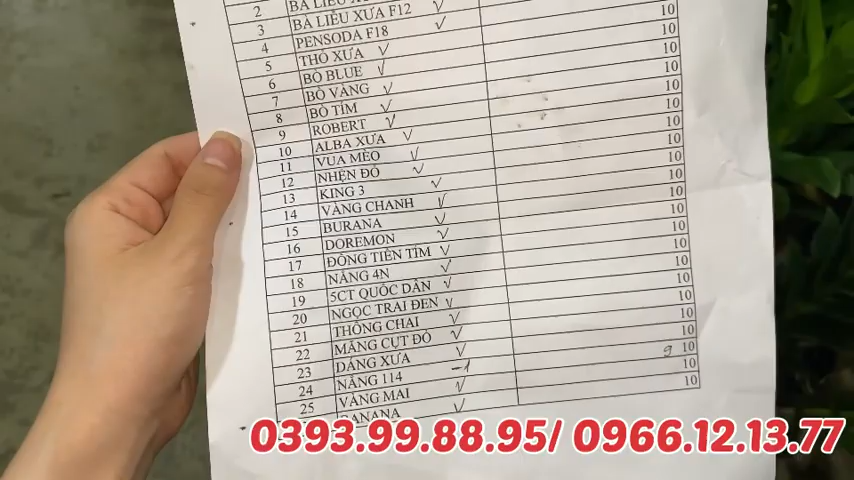 2 BÀ LIỄU
3 BÀ LIỄU XƯA F12 ✓
4 PENSODA F18 ✓
5 THỎ XƯA ✓ 10
6 BÒ BLUE ✓ 10
7 BÒ VÀNG ✓ 10
8 BÒ TÍM ✓ 10
9 ROBERT ✓ 10
10 ALBA XƯA ✓ 10
11 VUA MÈO ✓ 10
12 NHỆN ĐỎ ✓ 10
13 KING 3 ✓ 10
14 VÀNG CHANH ✓ 10
15 BURANA ✓ 10
16 DOREMON ✓ 10
17 ĐỒNG TIỀN TÍM ✓ 10
18 NẮNG 4N ✓ 10
19 5CT QUỐC DÂN ✓ 10
20 NGỌC TRAI ĐEN ✓ 10
21 THÔNG CHAI ✓ 10
22 MĂNG CỤT ĐỎ ✓ 10
23 DÁNG XƯA ✓ 10
24 NẮNG 114 -1 9 10
25 VÀNG MAI ✓ 10
BANANA ✓ 10
0393.99.88.95/ 0966.12.13.77